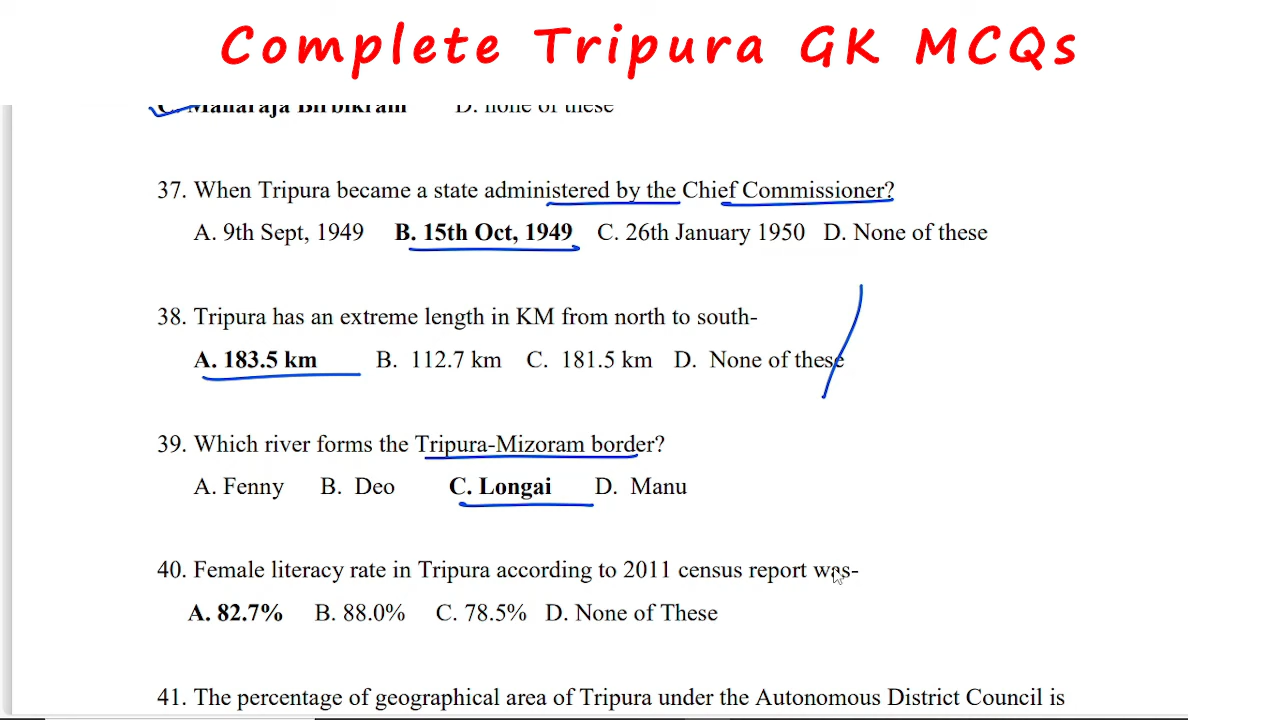 Complete Tripura GK MCQs
C. Maharaja Birbikram D. none of these
37. When Tripura became a state administered by the Chief Commissioner?
A. 9th Sept, 1949 B. 15th Oct, 1949 C. 26th January 1950 D. None of these
38. Tripura has an extreme length in KM from north to south-
A. 183.5 km B. 112.7 km C. 181.5 km D. None of these
39. Which river forms the Tripura-Mizoram border?
A. Fenny B. Deo C. Longai D. Manu
40. Female literacy rate in Tripura according to 2011 census report was-
A. 82.7% B. 88.0% C. 78.5% D. None of These
41. The percentage of geographical area of Tripura under the Autonomous District Council is